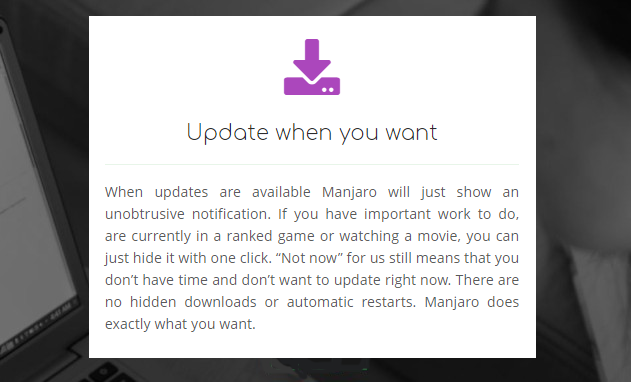 Update when you want
When updates are available Manjaro will just show an
unobtrusive notification. If you have important work to do,
are currently in a ranked game or watching a movie, you can
just hide it with one click. “Not now” for us still means that you
don’t have time and don’t want to update right now. There are
no hidden downloads or automatic restarts. Manjaro does
exactly what you want.